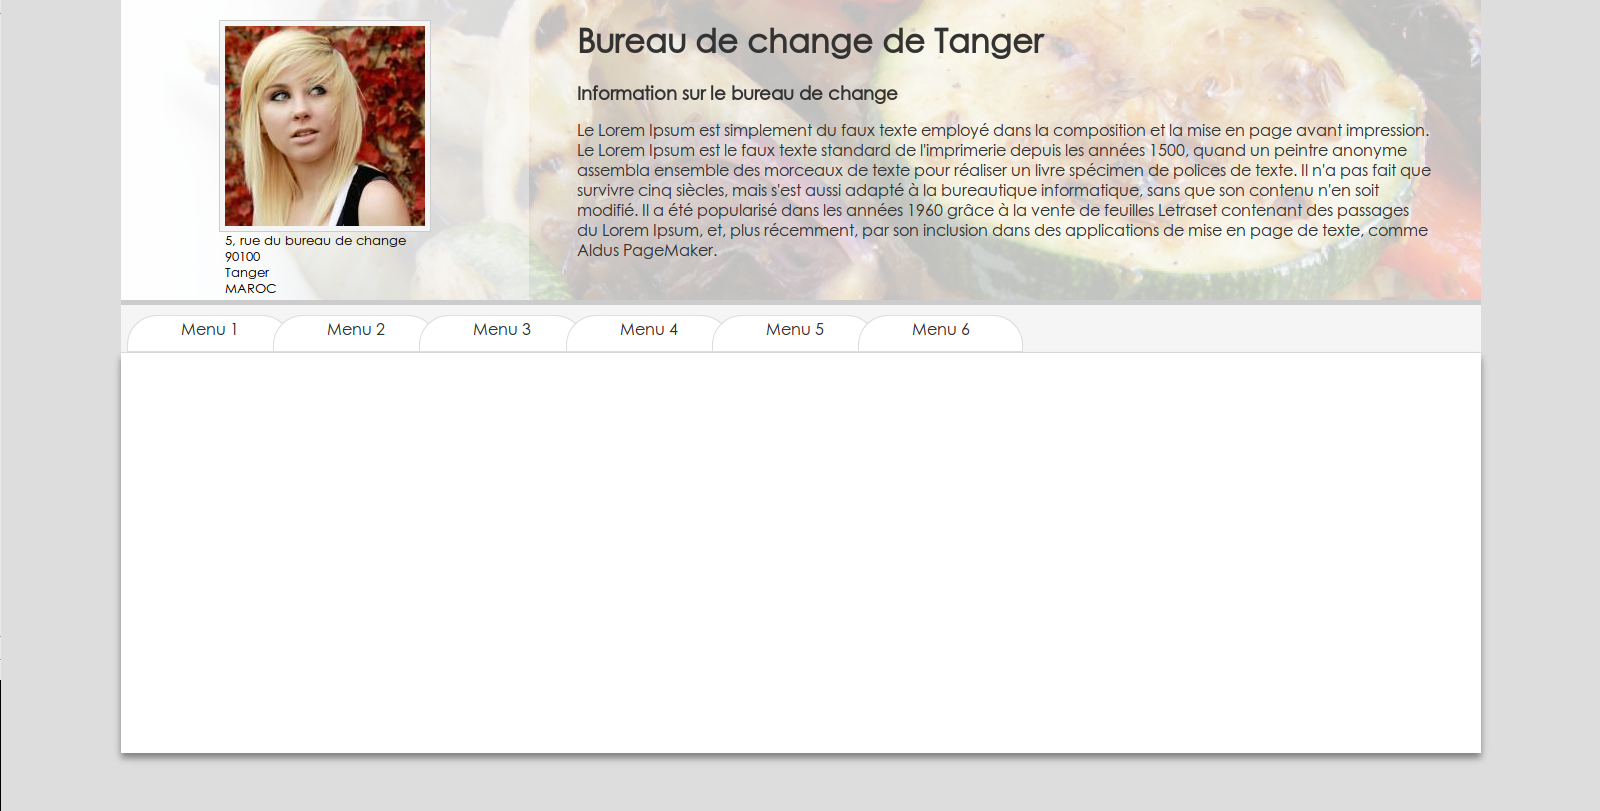 Bureau de change de Tanger
Information sur le bureau de change
Le Lorem Ipsum est simplement du faux texte employé dans la composition et la mise en page avant impression.
Le Lorem Ipsum est le faux texte standard de l'imprimerie depuis les années 1500, quand un peintre anonyme
assembla ensemble des morceaux de texte pour réaliser un livre spécimen de polices de texte. Il n'a pas fait que
survivre cinq siècles, mais s'est aussi adapté à la bureautique informatique, sans que son contenu n'en soit
modifié. Il a été popularisé dans les années 1960 grâce à la vente de feuilles Letraset contenant des passages
du Lorem Ipsum, et, plus récemment, par son inclusion dans des applications de mise en page de texte, comme
Aldus PageMaker.
5, rue du bureau de change
90100
Tanger
MAROC
Menu 1 Menu 2 Menu 3 Menu 4 Menu 5 Menu 6